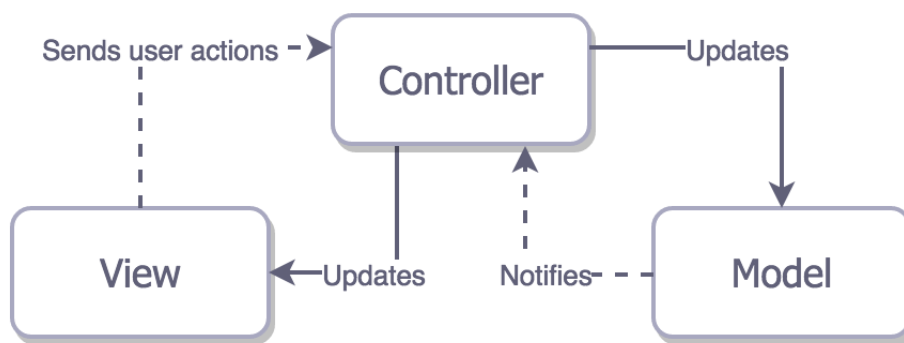 Sends user actions
Updates
Controller
View
Updates
Notifies
Model